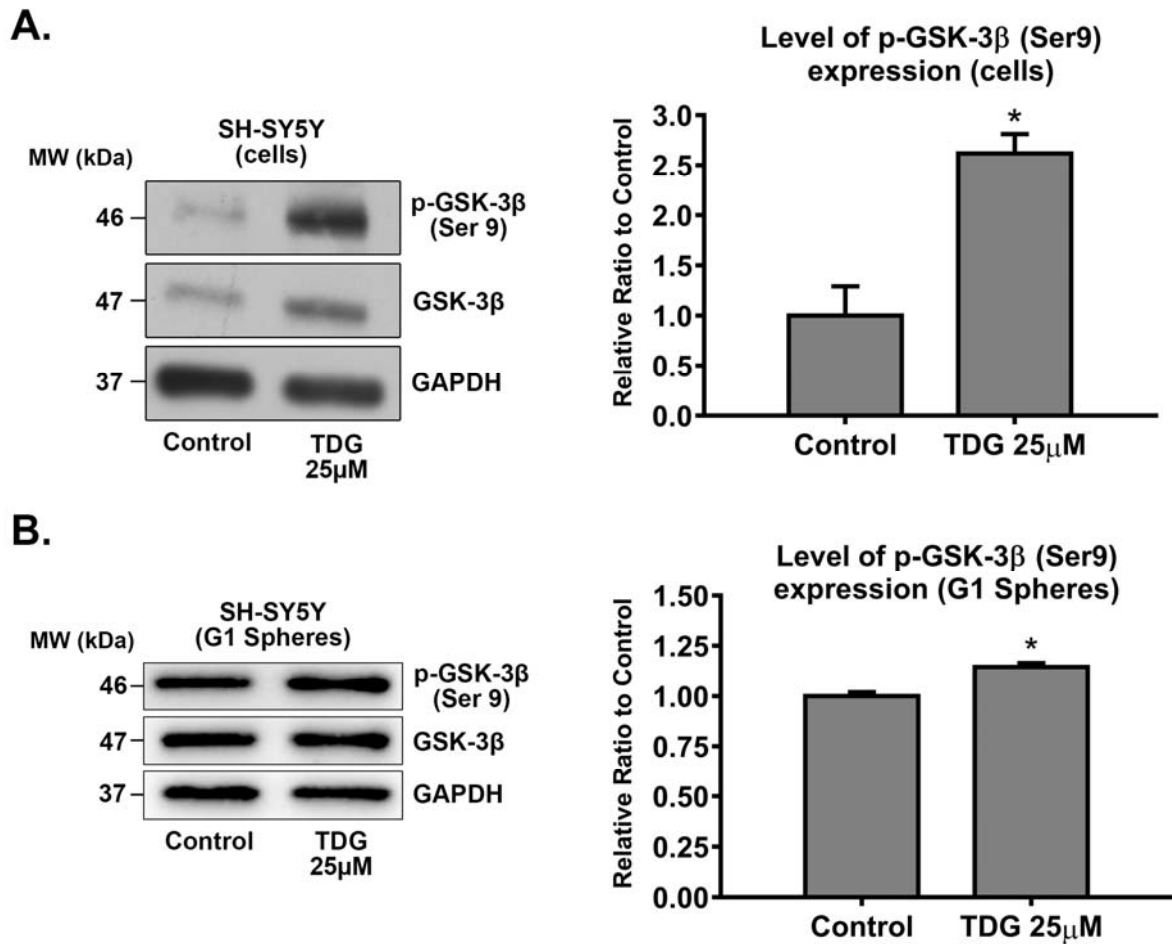 A.
SH-SY5Y
(cells)
MW (kDa)
46
p-GSK-3β
(Ser 9)
47
GSK-3β
37
GAPDH
Control
TDG
25µM
Level of p-GSK-3β (Ser9)
expression (cells)
Relative Ratio to Control
3.0
2.5
2.0
1.5
1.0
0.5
0.0
*
Control
TDG 25µM
B.
SH-SY5Y
(G1 Spheres)
MW (kDa)
46
p-GSK-3β
(Ser 9)
47
GSK-3β
37
GAPDH
Control
TDG
25µM
Level of p-GSK-3β (Ser9)
expression (G1 Spheres)
Relative Ratio to Control
1.50
1.25
1.00
0.75
0.50
0.25
0.00
*
Control
TDG 25µM